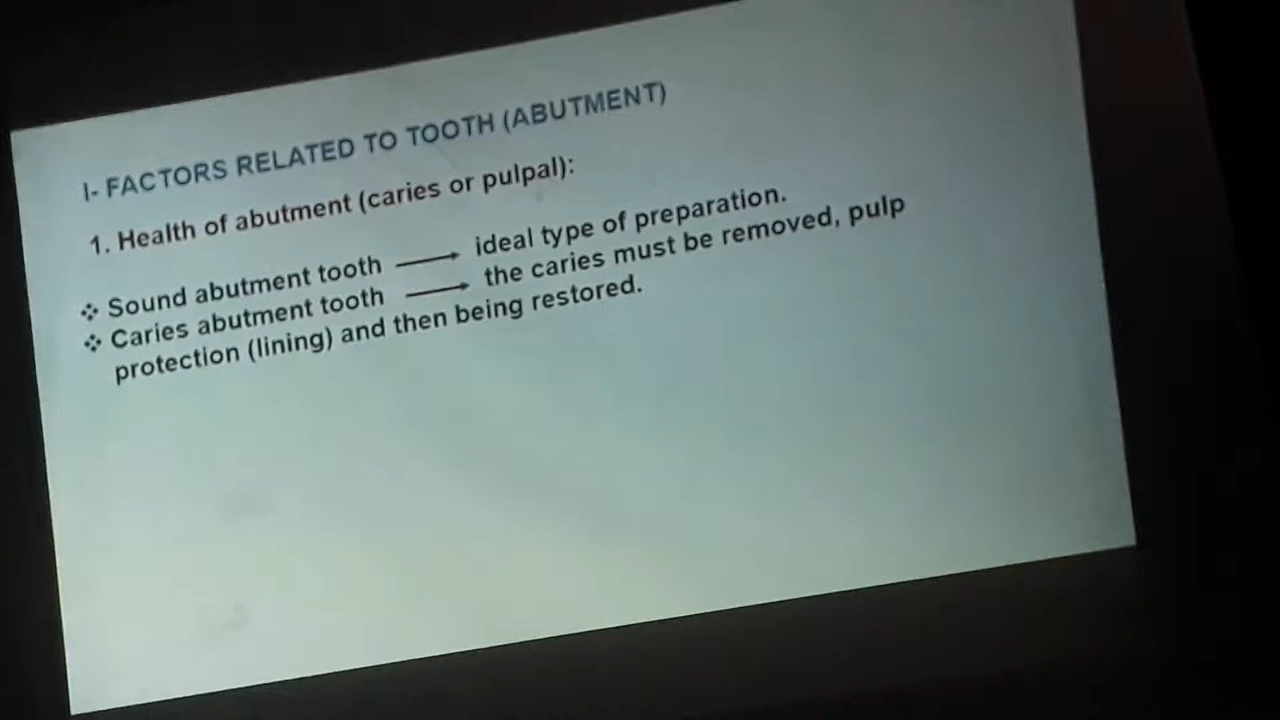 I- FACTORS RELATED TO TOOTH (ABUTMENT)
1. Health of abutment (caries or pulpal):
❖ Sound abutment tooth ⟶ ideal type of preparation.
❖ Caries abutment tooth ⟶ the caries must be removed, pulp
protection (lining) and then being restored.